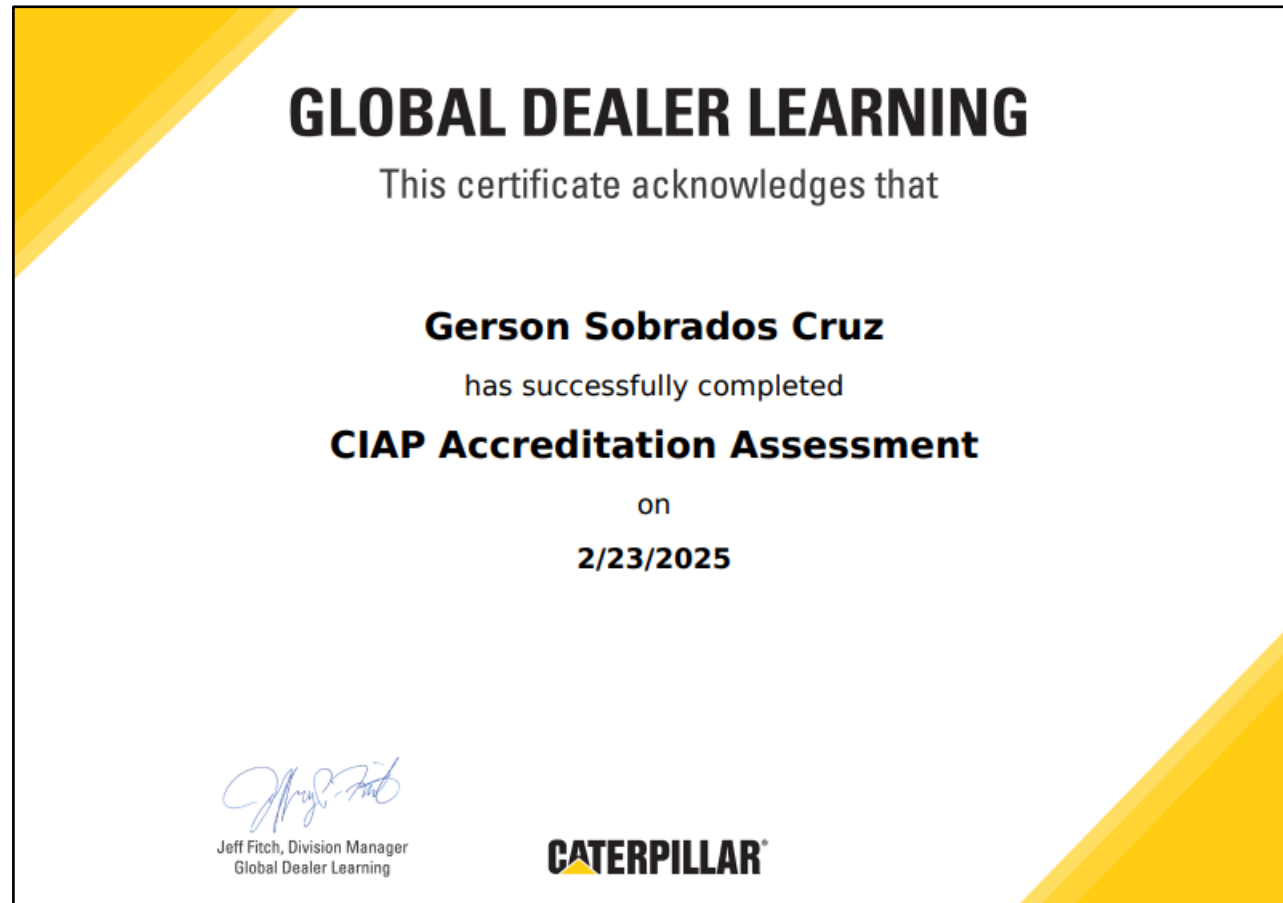 GLOBAL DEALER LEARNING
This certificate acknowledges that
Gerson Sobrados Cruz
has successfully completed
CIAP Accreditation Assessment
on
2/23/2025
Jeff Fitch, Division Manager
Global Dealer Learning
CATERPILLAR®